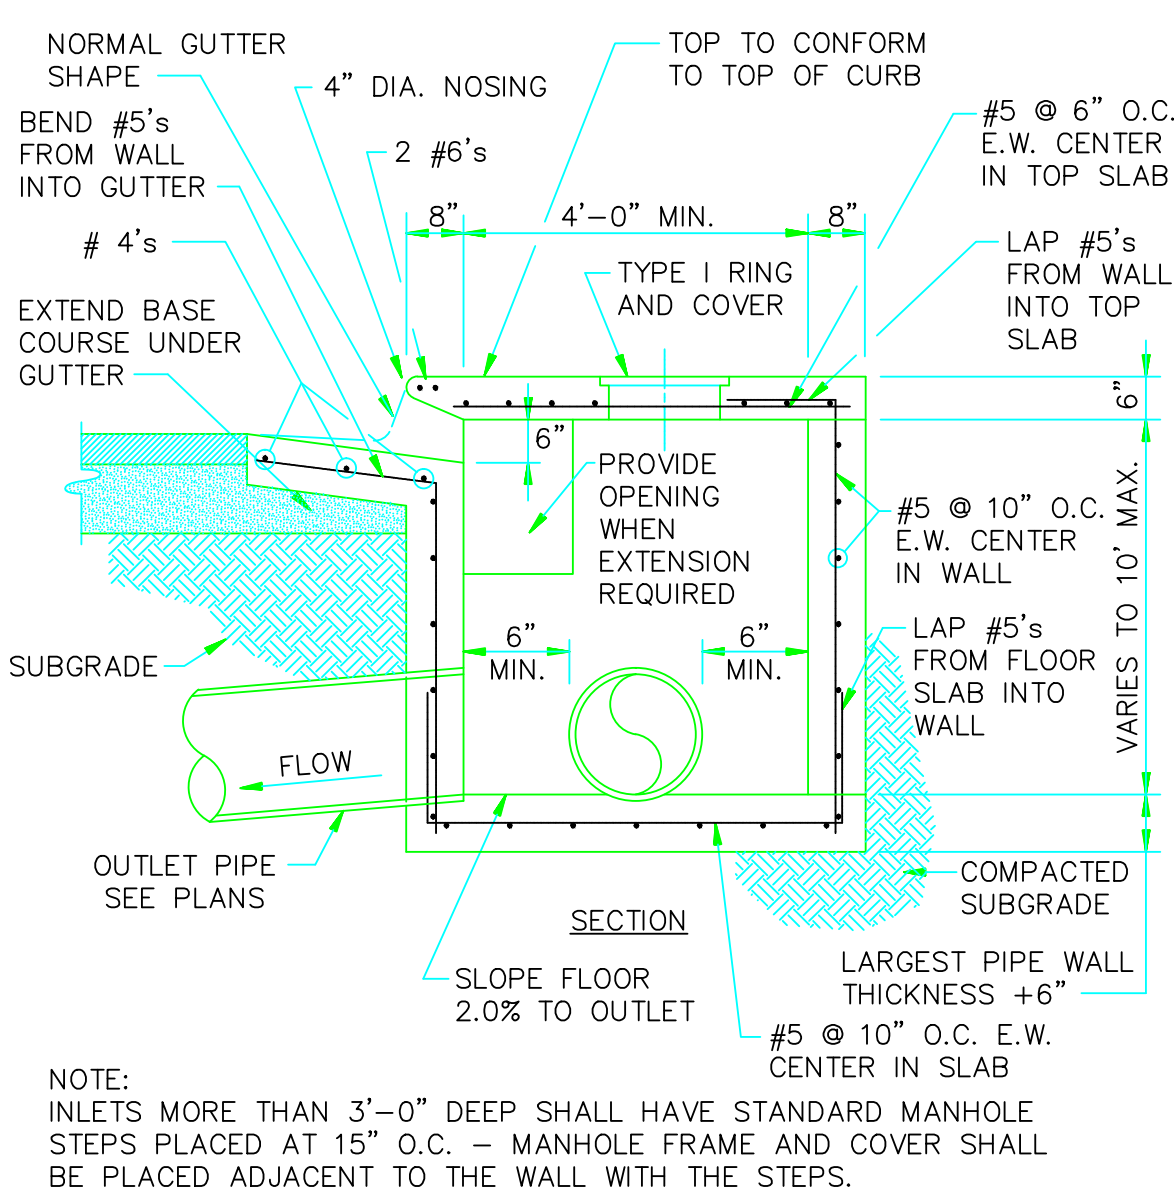 NORMAL GUTTER
SHAPE
4" DIA. NOSING
TOP TO CONFORM
TO TOP OF CURB
BEND #5's
FROM WALL
INTO GUTTER
2 #6's
#5 @ 6" O.C.
E.W. CENTER
IN TOP SLAB
# 4's
8"
4'-0" MIN.
8"
LAP #5's
FROM WALL
INTO TOP
SLAB
TYPE I RING
AND COVER
EXTEND BASE
COURSE UNDER
GUTTER
6"
6"
PROVIDE
OPENING
WHEN
EXTENSION
REQUIRED
#5 @ 10" O.C.
E.W. CENTER
IN WALL
VARIES TO 10' MAX.
SUBGRADE
6"
MIN.
6"
MIN.
LAP #5's
FROM FLOOR
SLAB INTO
WALL
FLOW
OUTLET PIPE
SEE PLANS
COMPACTED
SUBGRADE
SECTION
SLOPE FLOOR
2.0% TO OUTLET
LARGEST PIPE WALL
THICKNESS +6"
#5 @ 10" O.C. E.W.
CENTER IN SLAB
NOTE:
INLETS MORE THAN 3'-0" DEEP SHALL HAVE STANDARD MANHOLE
STEPS PLACED AT 15" O.C. – MANHOLE FRAME AND COVER SHALL
BE PLACED ADJACENT TO THE WALL WITH THE STEPS.